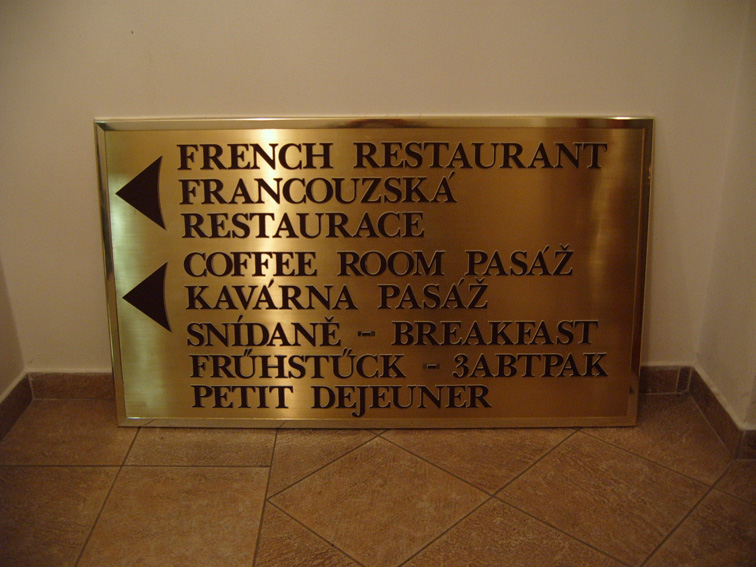 FRENCH RESTAURANT
FRANCOUZSKÁ
RESTAURACE
COFFEE ROOM PASÁŽ
KAVÁRNA PASÁŽ
SNÍDANĚ - BREAKFAST
FRŰHSTŰCK - ЗАВТРАК
PETIT DEJEUNER